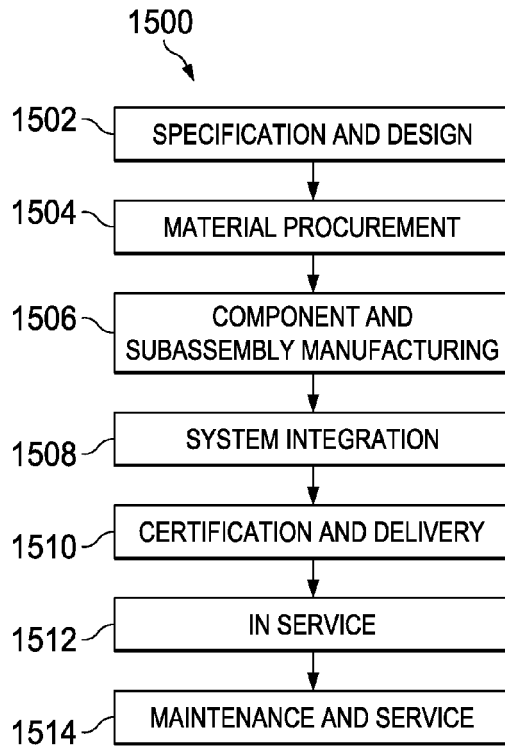 1500
1502 SPECIFICATION AND DESIGN
1504 MATERIAL PROCUREMENT
1506 COMPONENT AND
SUBASSEMBLY MANUFACTURING
1508 SYSTEM INTEGRATION
1510 CERTIFICATION AND DELIVERY
1512 IN SERVICE
1514 MAINTENANCE AND SERVICE